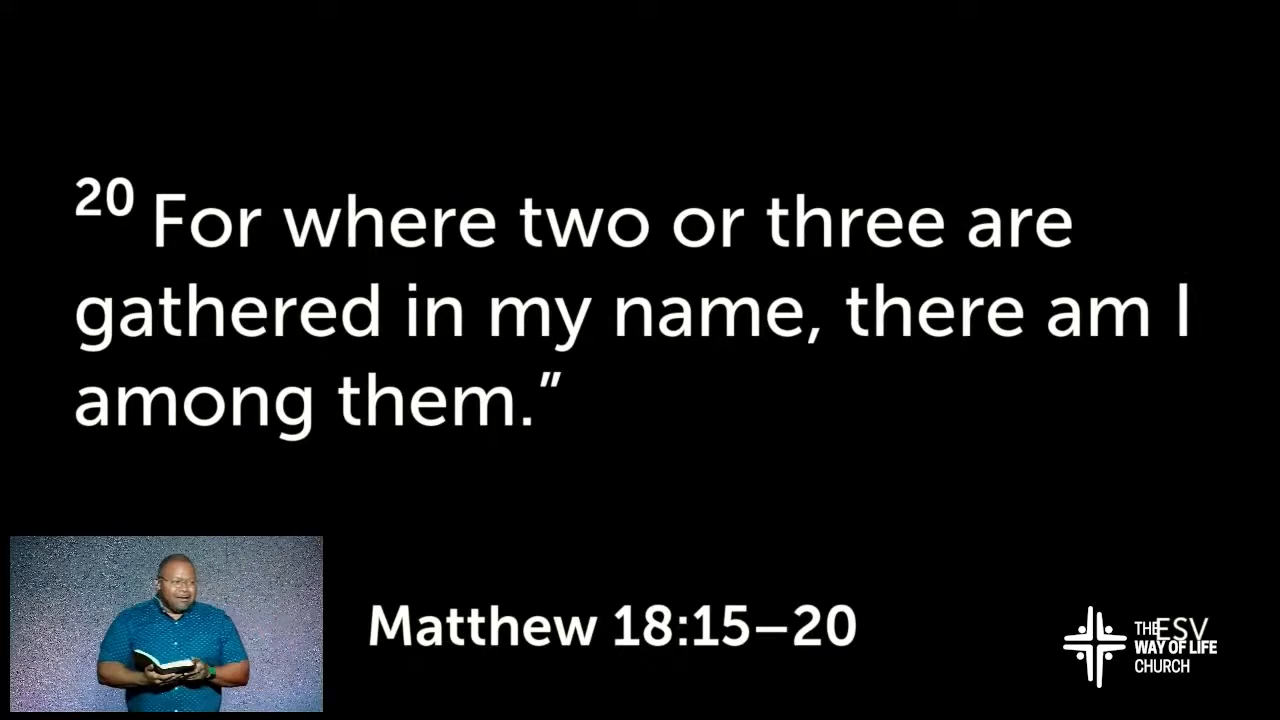 20 For where two or three are
gathered in my name, there am I
among them.”
Matthew 18:15–20
ESV
THE
WAY OF LIFE
CHURCH